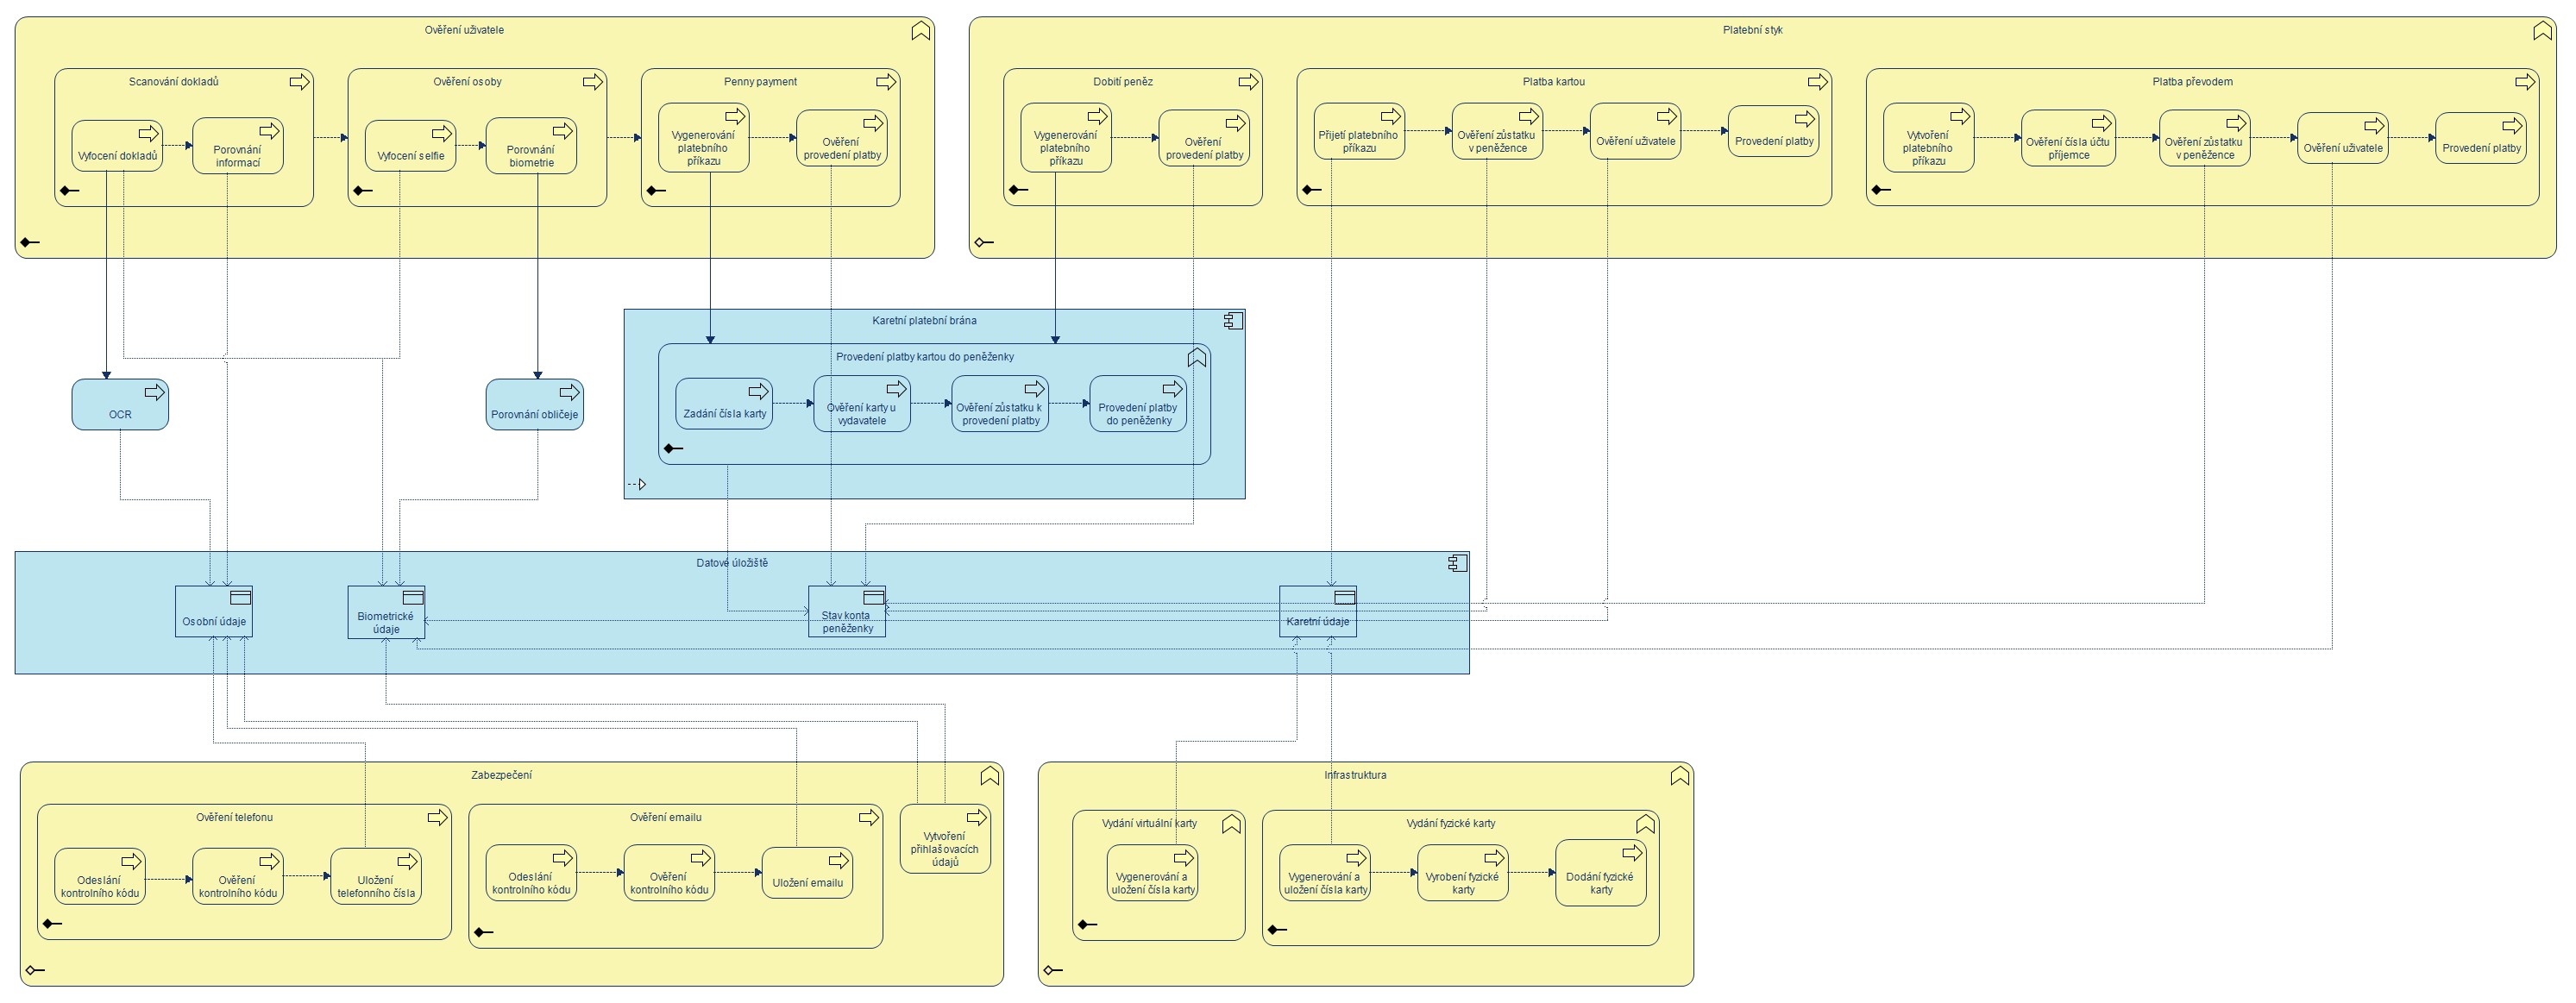 Ověření uživatele
Scanování dokladů
Vyfocení dokladů
Porovnání
informací
Ověření osoby
Vyfocení selfie
Porovnání
biometrie
Penny payment
Vygenerování
platebního
příkazu
Ověření
provedení platby
Platební styk
Dobití peněz
Vygenerování
platebního
příkazu
Ověření
provedení platby
Platba kartou
Přijetí platebního
příkazu
Ověření zůstatku
v peněžence
Ověření uživatele
Provedení platby
Platba převodem
Vytvoření
platebního
příkazu
Ověření čísla účtu
příjemce
Ověření zůstatku
v peněžence
Ověření uživatele
Provedení platby
OCR
Porovnání obličeje
Karetní platební brána
Provedení platby kartou do peněženky
Zadání čísla karty
Ověření karty u
vydavatele
Ověření zůstatku k
provedení platby
Provedení platby
do peněženky
Datové úložiště
Osobní údaje
Biometrické
údaje
Stav konta
peněženky
Karetní údaje
Zabezpečení
Ověření telefonu
Odeslání
kontrolního kódu
Ověření
kontrolního kódu
Uložení
telefonního čísla
Ověření emailu
Odeslání
kontrolního kódu
Ověření
kontrolního kódu
Uložení emailu
Vytvoření
přihlašovacích
údajů
Infrastruktura
Vydání virtuální karty
Vygenerování a
uložení čísla karty
Vydání fyzické karty
Vygenerování a
uložení čísla karty
Vyrobení fyzické
karty
Dodání fyzické
karty